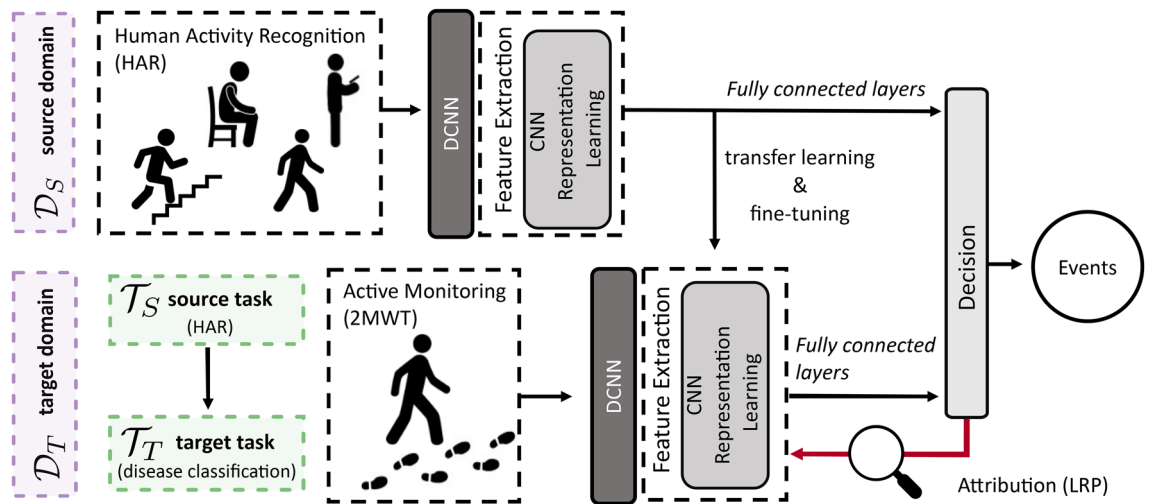 source domain
𝒟_S
Human Activity Recognition
(HAR)
DCNN
Feature Extraction
CNN
Representation
Learning
Fully connected layers
transfer learning
&
fine-tuning
Decision
Events
target domain
𝒟_T
𝒯_S source task
(HAR)
𝒯_T target task
(disease classification)
Active Monitoring
(2MWT)
DCNN
Feature Extraction
CNN
Representation
Learning
Fully connected
layers
Attribution (LRP)